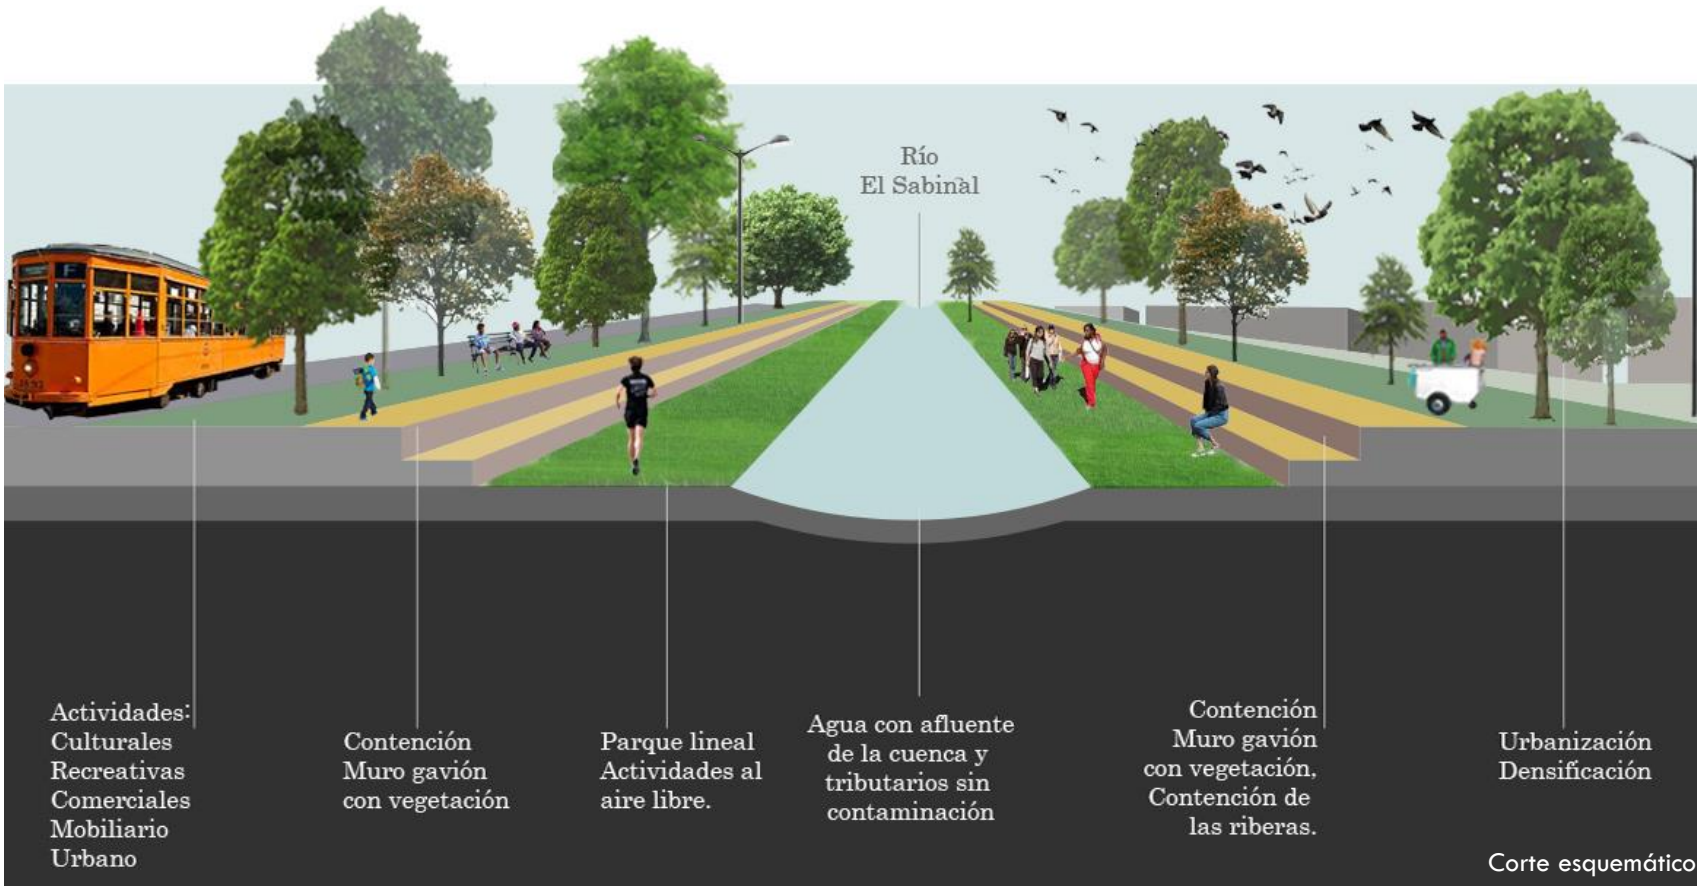 Río
El Sabinal
Actividades:
Culturales
Recreativas
Comerciales
Mobiliario
Urbano
Contención
Muro gavión
con vegetación
Parque lineal
Actividades al
aire libre.
Agua con afluente
de la cuenca y
tributarios sin
contaminación
Contención
Muro gavión
con vegetación,
Contención de
las riberas.
Urbanización
Densificación
Corte esquemático